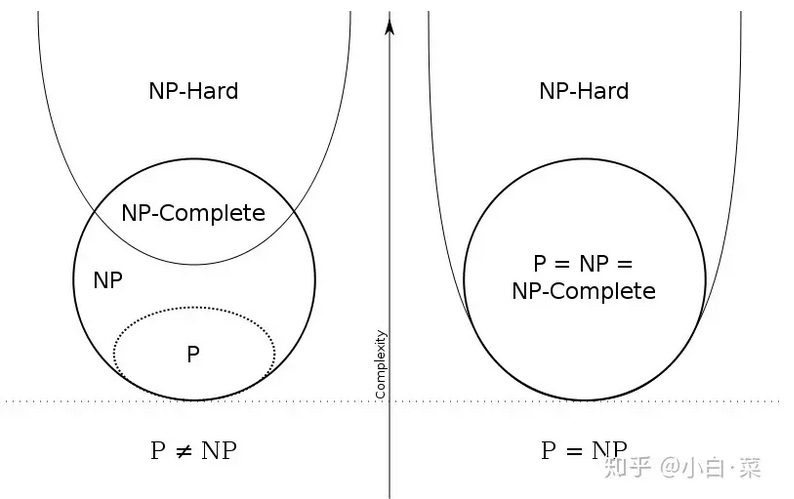 NP-Hard
NP-Complete
NP
P
P ≠ NP
Complexity
NP-Hard
P = NP =
NP-Complete
P = NP
知乎 @小白·菜